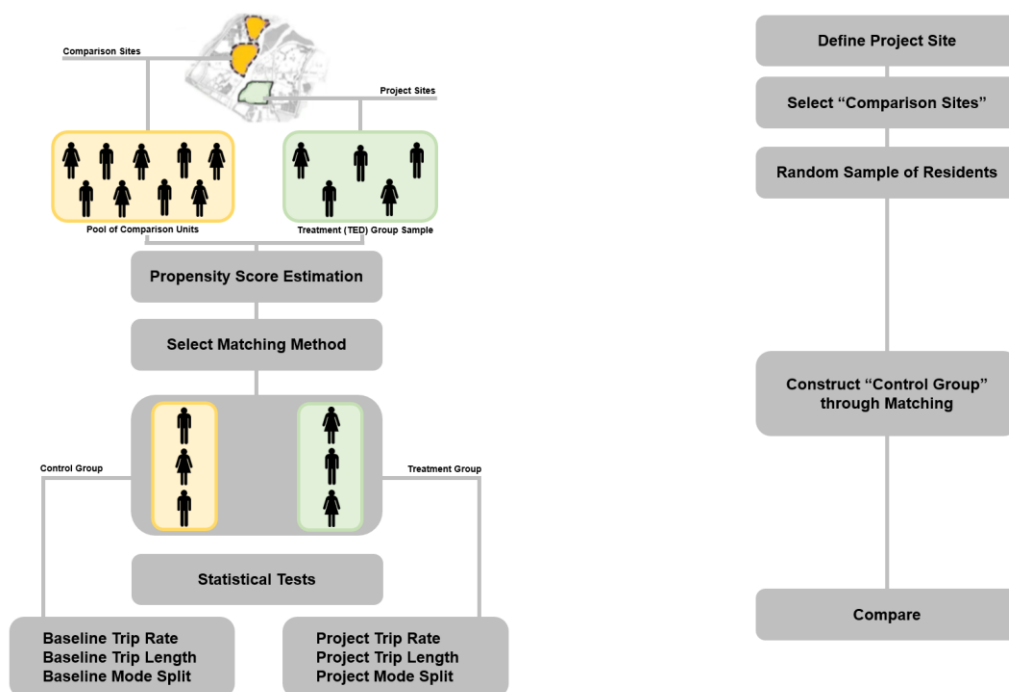 Comparison Sites
Project Sites
Pool of Comparison Units
Treatment (TED) Group Sample
Propensity Score Estimation
Select Matching Method
Control Group
Treatment Group
Statistical Tests
Baseline Trip Rate
Baseline Trip Length
Baseline Mode Split
Project Trip Rate
Project Trip Length
Project Mode Split
Define Project Site
Select “Comparison Sites”
Random Sample of Residents
Construct “Control Group”
through Matching
Compare